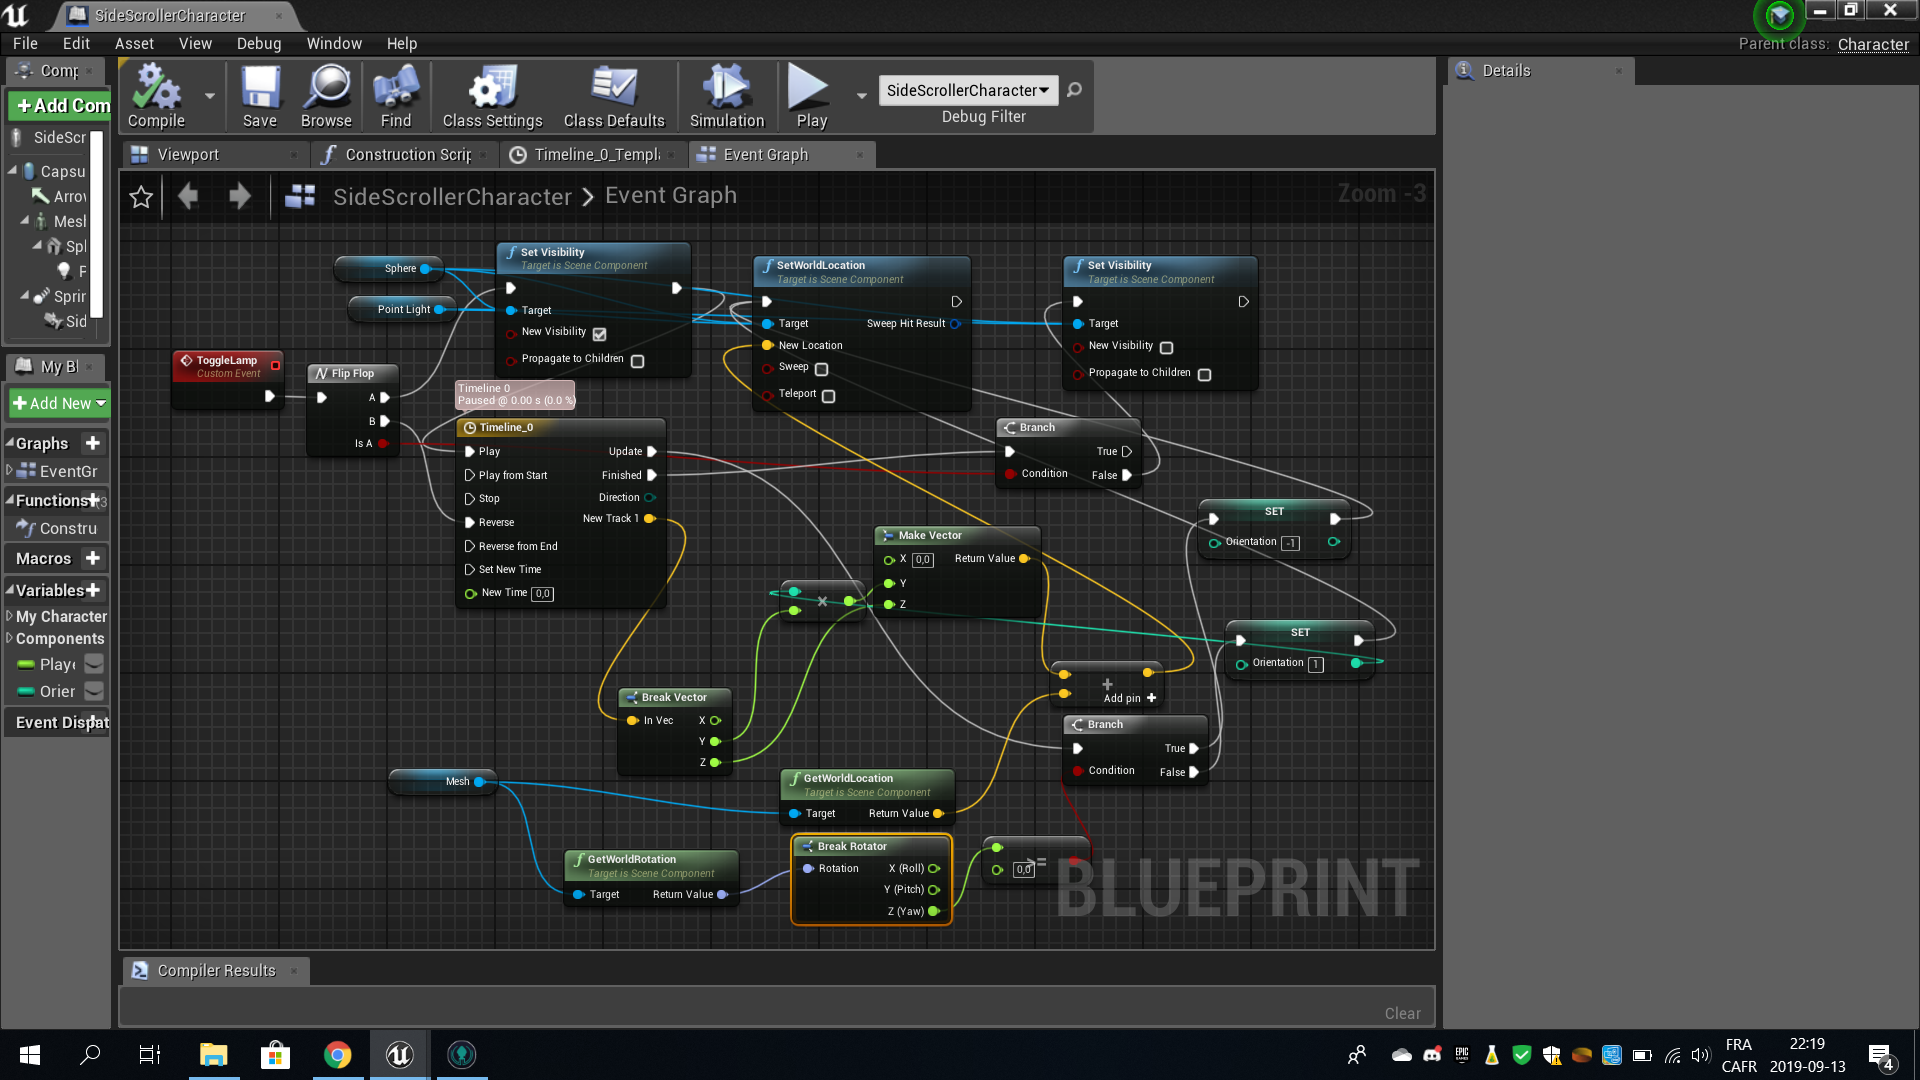 SideScrollerCharacter
File Edit Asset View Debug Window Help
Parent class: Character
Comp
+Add Com
SideScr
Capsu
Arrov
Mesh
Spl
P
Sprin
Sid
My Bl
+Add New
Graphs
EventGr
Functions
Constru
Macros
Variables
My Character
Components
Playe
Orien
Event Dispat
Compile
Save
Browse
Find
Class Settings
Class Defaults
Simulation
Play
SideScrollerCharacter
Debug Filter
Viewport
Construction Scrip
Timeline_0_Templa
Event Graph
SideScrollerCharacter > Event Graph
Zoom -3
Sphere
Point Light
Set Visibility
Target is Scene Component
Target
New Visibility
Propagate to Children
SetWorldLocation
Target is Scene Component
Target
Sweep Hit Result
New Location
Sweep
Teleport
Set Visibility
Target is Scene Component
Target
New Visibility
Propagate to Children
ToggleLamp
Custom Event
Flip Flop
A
B
Is A
Timeline 0
Paused @ 0.00 s (0.0 %)
Timeline_0
Play
Update
Play from Start
Finished
Stop
Direction
New Track 1
Reverse
Reverse from End
Set New Time
New Time 0,0
Branch
True
Condition
False
SET
Orientation -1
SET
Orientation 1
Make Vector
X 0,0
Return Value
Y
Z
×
+
Add pin +
Break Vector
In Vec
X
Y
Z
Branch
True
Condition
False
Mesh
GetWorldLocation
Target is Scene Component
Target
Return Value
GetWorldRotation
Target is Scene Component
Target
Return Value
Break Rotator
Rotation
X (Roll)
Y (Pitch)
Z (Yaw)
>=
0,0
BLUEPRINT
Compiler Results
Clear
Details
FRA
CAFR
22:19
2019-09-13
4